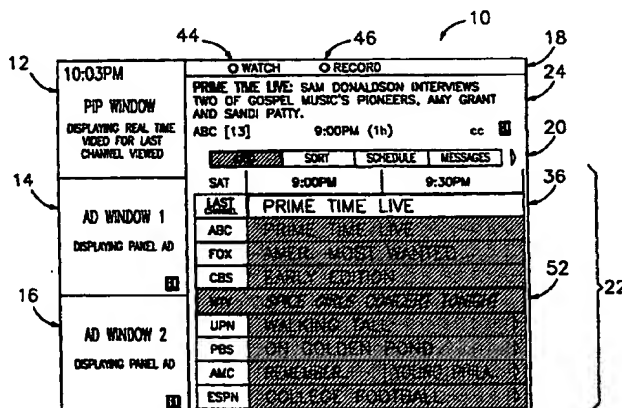 10
44
46
12
18
10:03PM
WATCH RECORD
24
PIP WINDOW
DISPLAYING REAL TIME
VIDEO FOR LAST
CHANNEL VIEWED
PRIME TIME LIVE: SAM DONALDSON INTERVIEWS
TWO OF GOSPEL MUSIC'S PIONEERS, AMY GRANT
AND SANDI PATTY.
ABC [13] 9:00PM (1h) cc
20
SORT SCHEDULE MESSAGES
14
SAT 9:00PM 9:30PM
36
AD WINDOW 1
DISPLAYING PANEL AD
LAST CHANNEL PRIME TIME LIVE
ABC PRIME TIME LIVE
FOX AMER. MOST WANTED
CBS EARLY EDITION
52
22
MTV SPICE GIRLS CONCERT TONIGHT
16
AD WINDOW 2
DISPLAYING PANEL AD
UPN WALKING TALL
PBS ON GOLDEN POND
AMC REMEMBER... YOUNG PHILA.
ESPN COLLEGE FOOTBALL